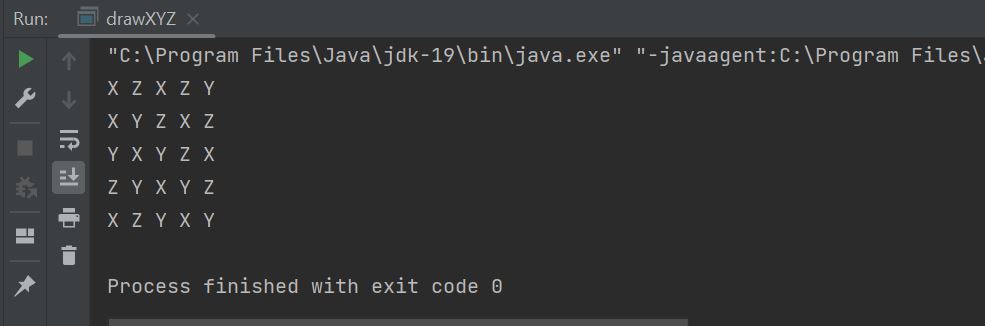 Run: drawXYZ
"C:\Program Files\Java\jdk-19\bin\java.exe" "-javaagent:C:\Program Files\
X Z X Z Y
X Y Z X Z
Y X Y Z X
Z Y X Y Z
X Z Y X Y
Process finished with exit code 0